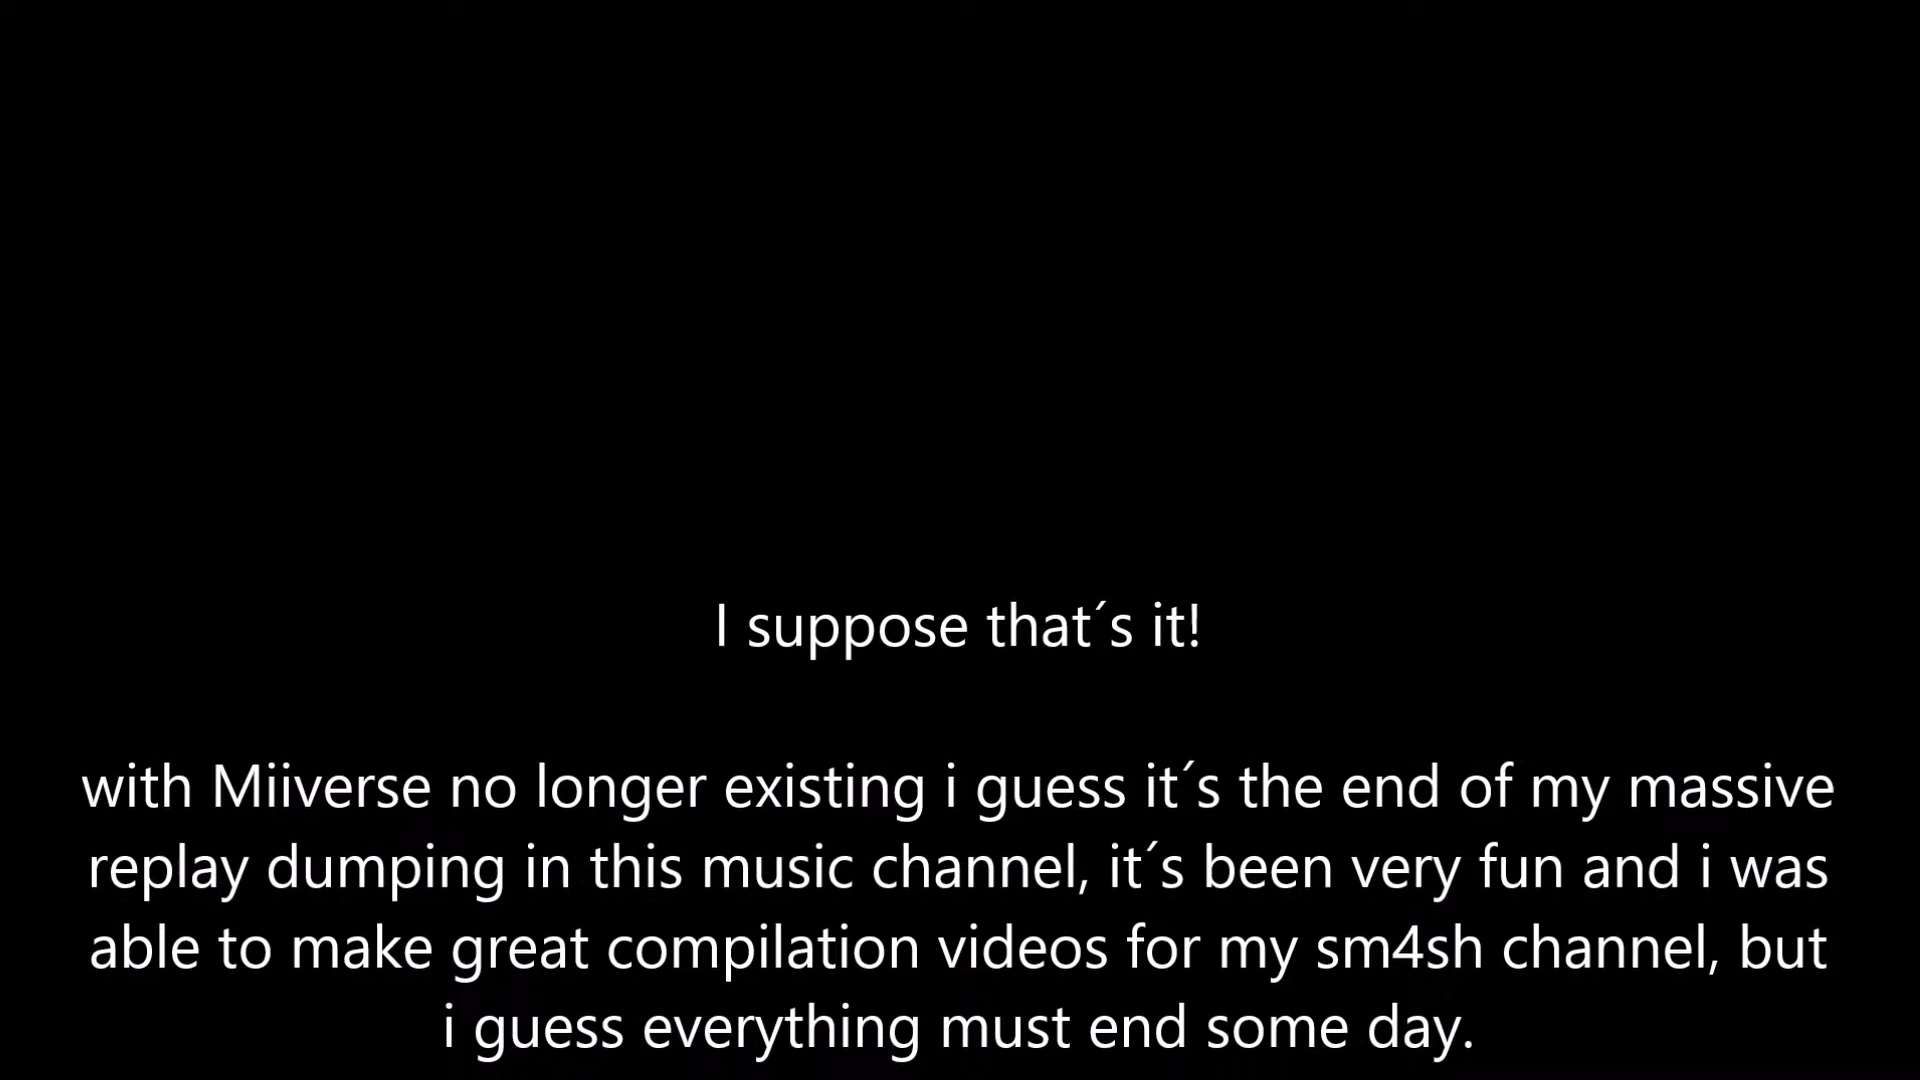 I suppose that´s it!
with Miiverse no longer existing i guess it´s the end of my massive
replay dumping in this music channel, it´s been very fun and i was
able to make great compilation videos for my sm4sh channel, but
i guess everything must end some day.